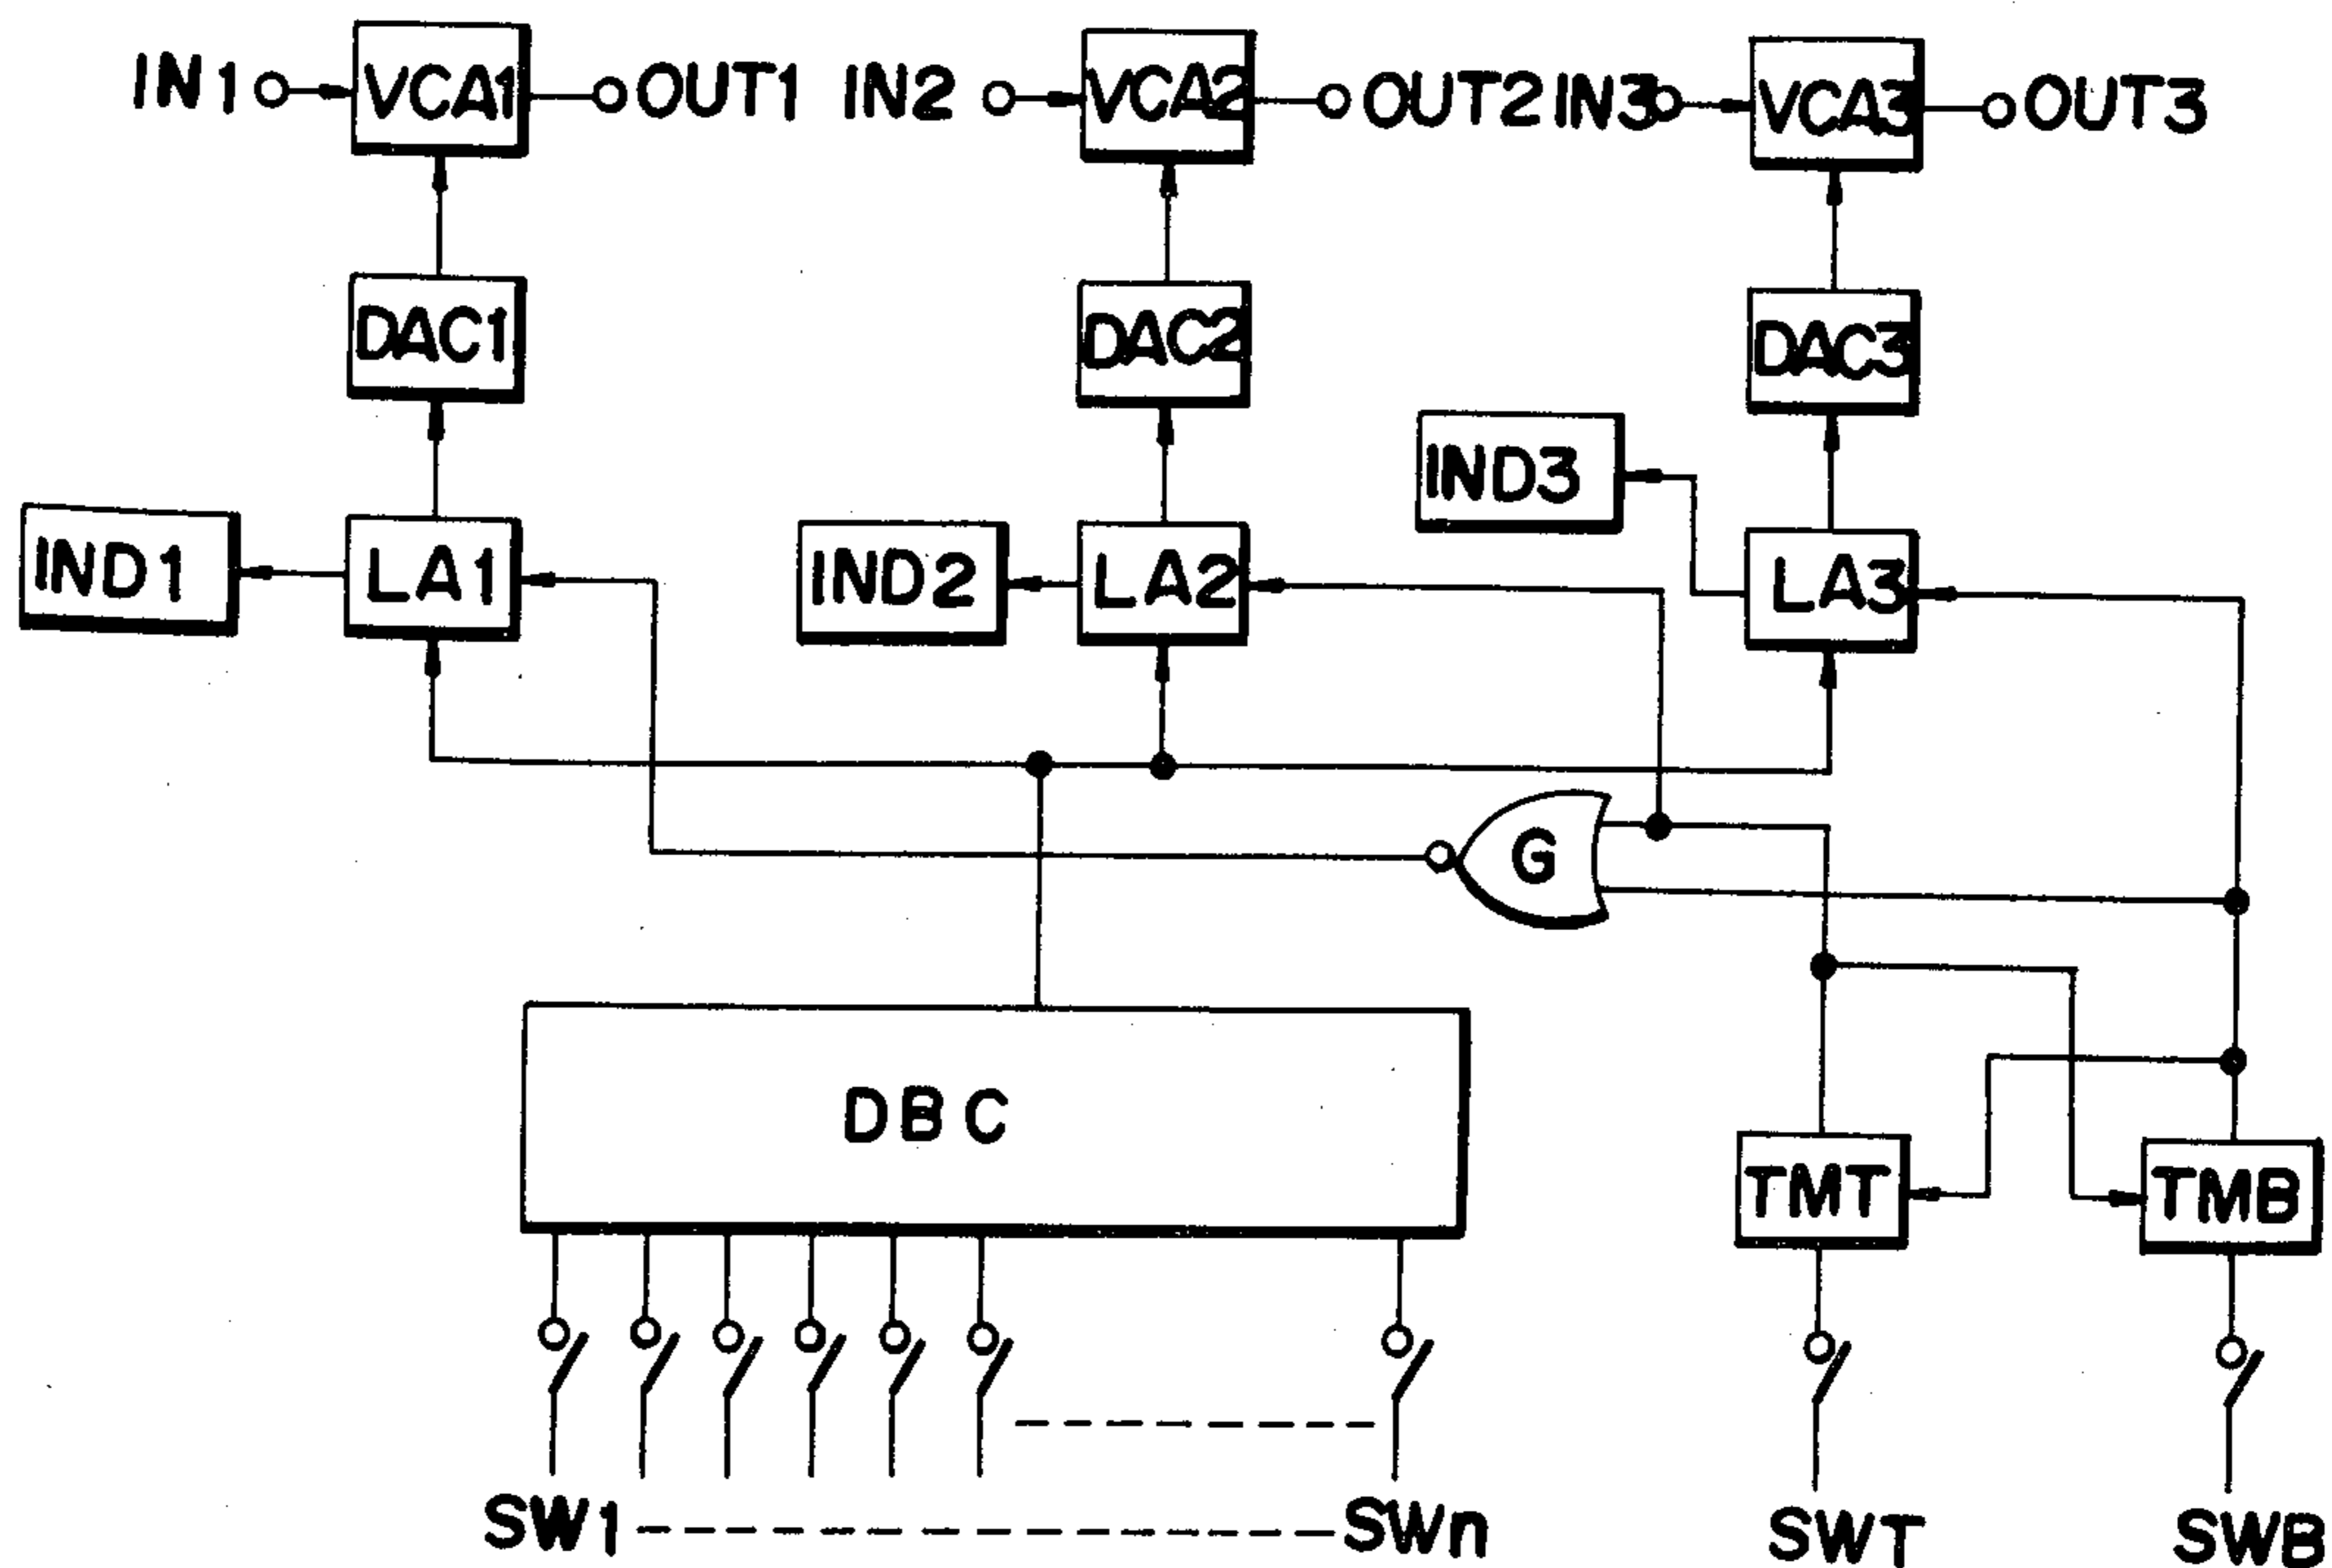 IN1 VCA1 OUT1 IN2 VCA2 OUT2 IN3 VCA3 OUT3
DAC1 DAC2 DAC3
IND3
IND1 LA1 IND2 LA2 LA3
G
DBC
TMT TMB
SW1 SWn SWT SWB